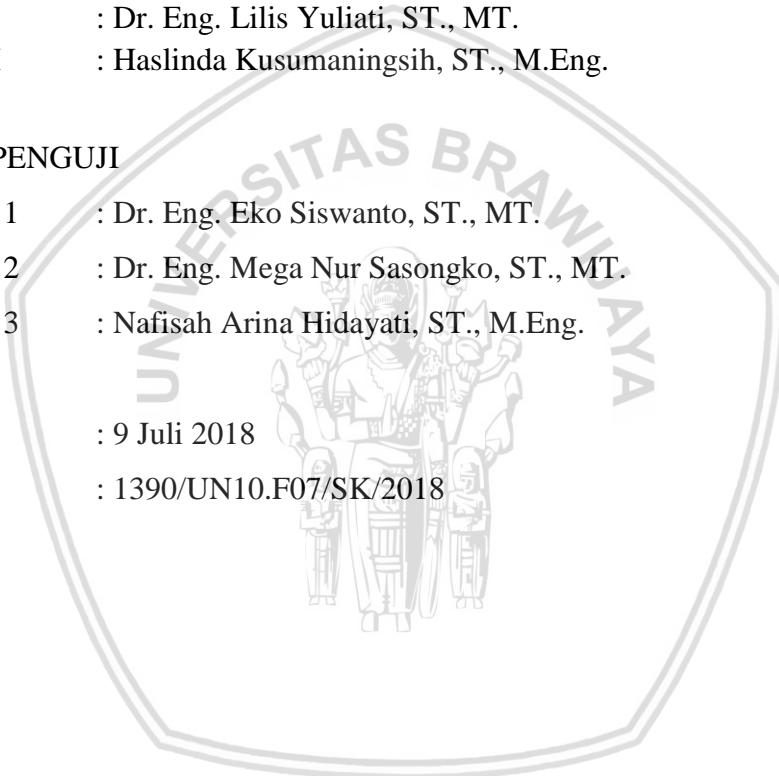 : Dr. Eng. Lilis Yuliati, ST., MT.
I : Haslinda Kusumaningsih, ST., M.Eng.
PENGUJI
1 : Dr. Eng. Eko Siswanto, ST., MT.
2 : Dr. Eng. Mega Nur Sasongko, ST., MT.
3 : Nafisah Arina Hidayati, ST., M.Eng.
: 9 Juli 2018
: 1390/UN10.F07/SK/2018
UNIVERSITAS BRAWIJAYA